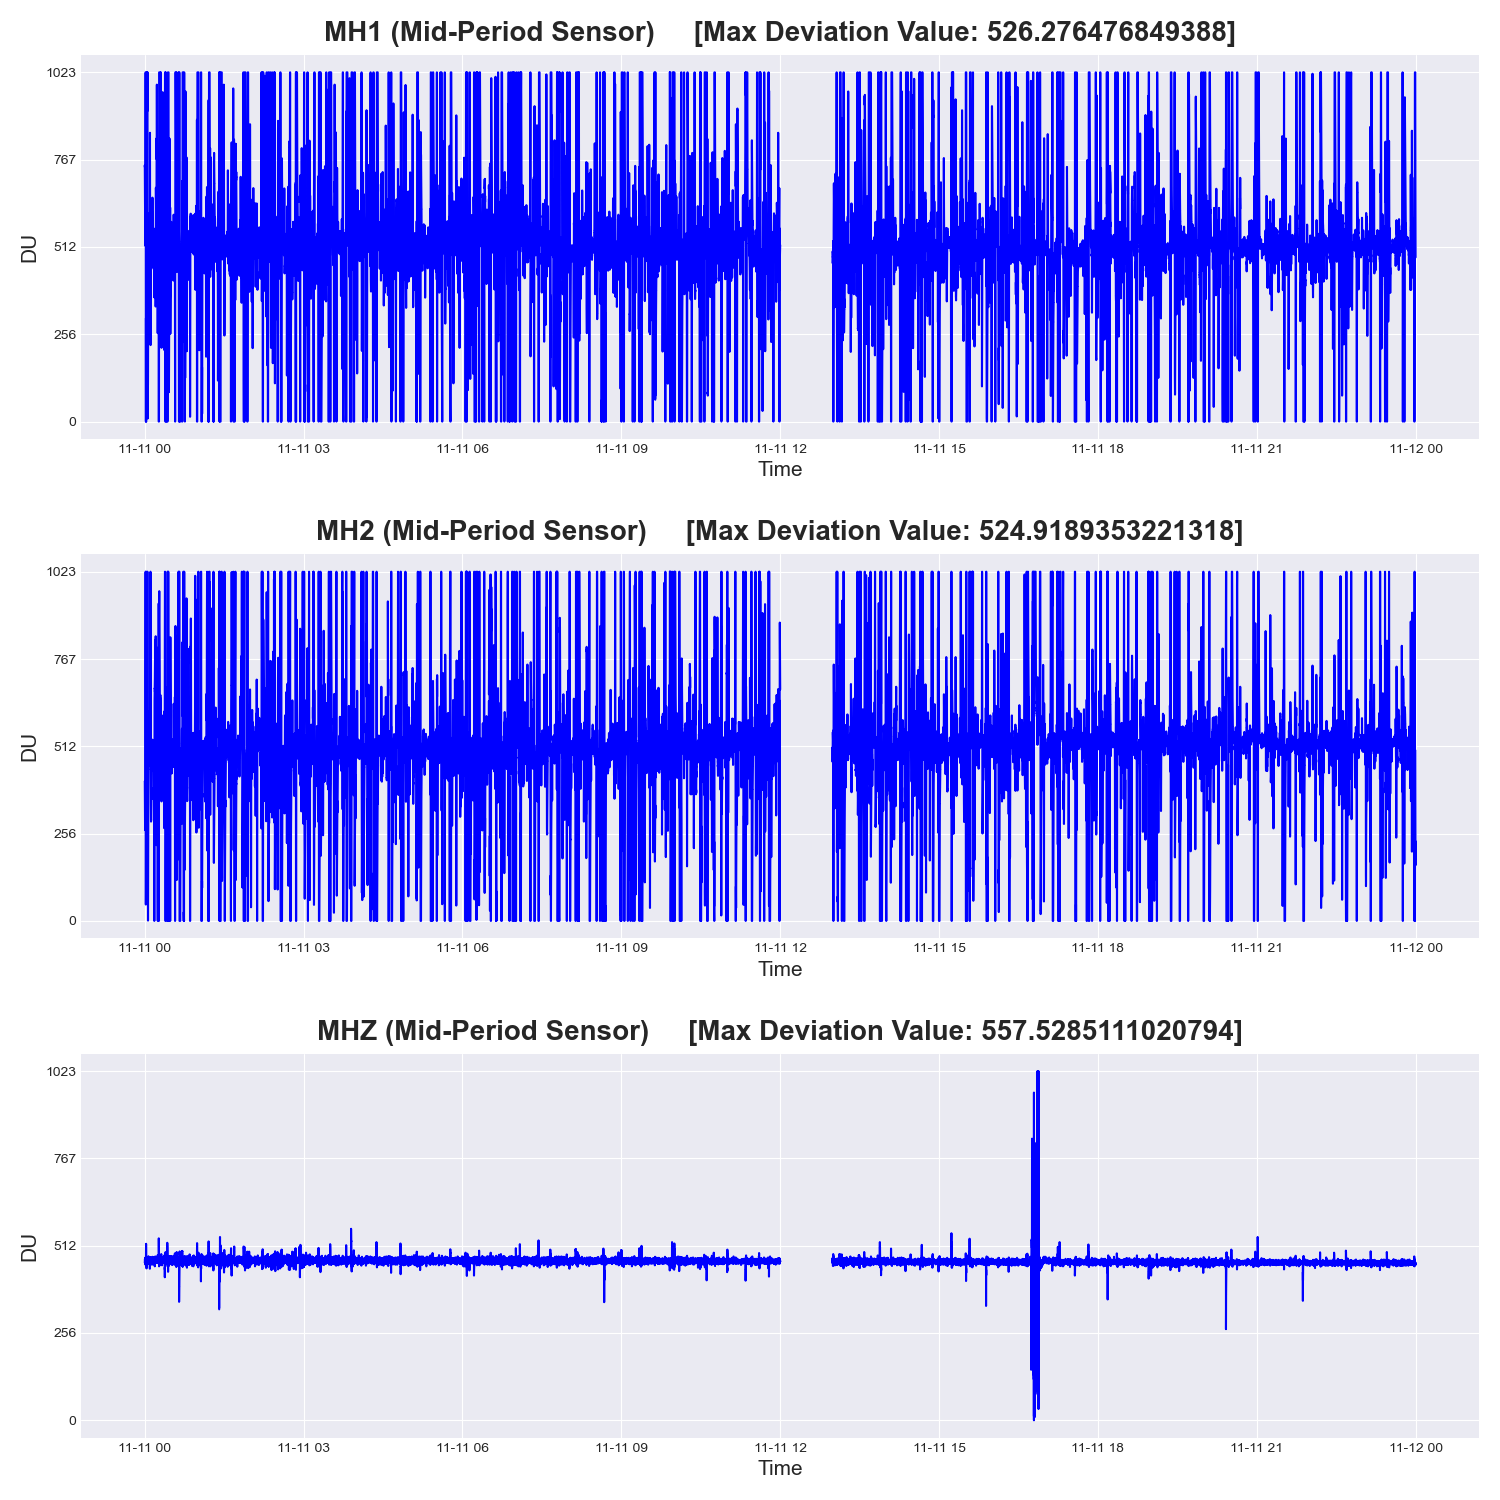 MH1 (Mid-Period Sensor) [Max Deviation Value: 526.276476849388]
1023
767
512
256
0
DU
11-11 00 11-11 03 11-11 06 11-11 09 11-11 12 11-11 15 11-11 18 11-11 21 11-12 00
Time
MH2 (Mid-Period Sensor) [Max Deviation Value: 524.9189353221318]
1023
767
512
256
0
DU
11-11 00 11-11 03 11-11 06 11-11 09 11-11 12 11-11 15 11-11 18 11-11 21 11-12 00
Time
MHZ (Mid-Period Sensor) [Max Deviation Value: 557.5285111020794]
1023
767
512
256
0
DU
11-11 00 11-11 03 11-11 06 11-11 09 11-11 12 11-11 15 11-11 18 11-11 21 11-12 00
Time